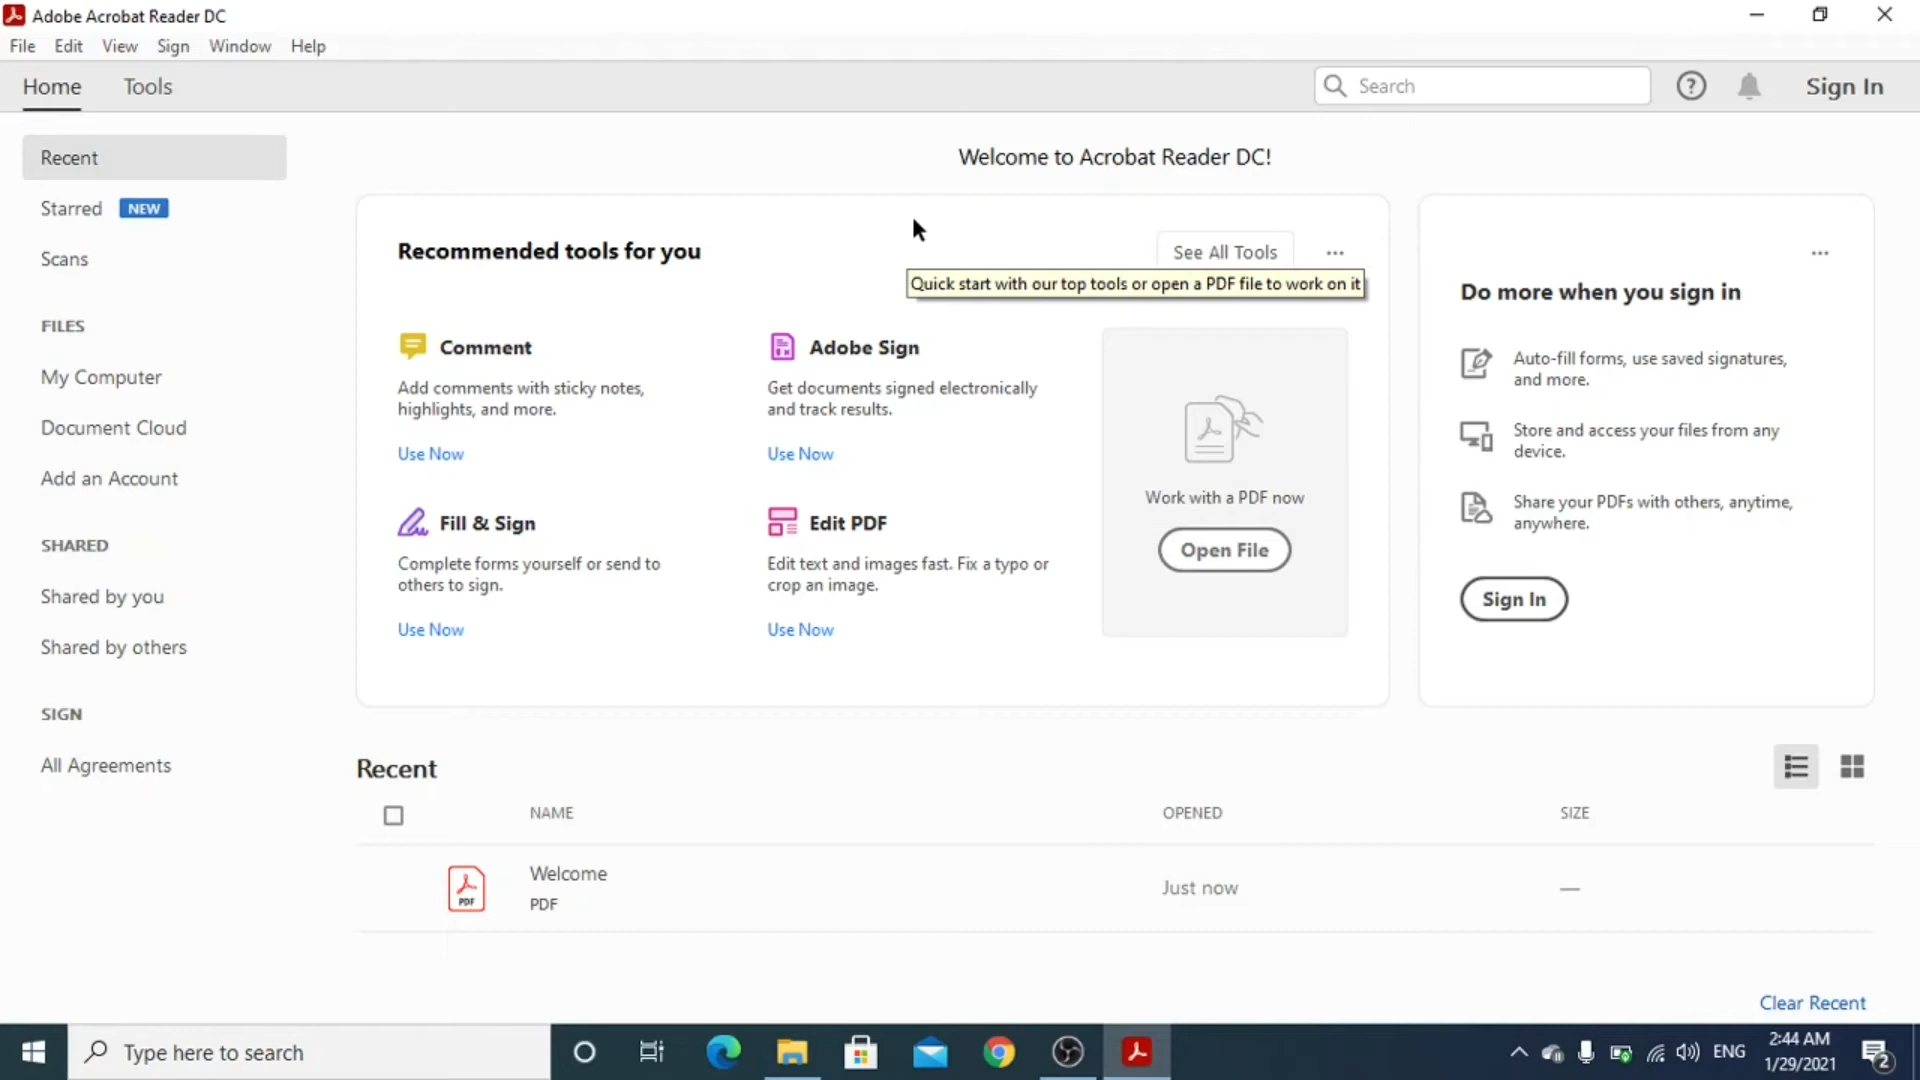 Adobe Acrobat Reader DC
File Edit View Sign Window Help
Home Tools Search ? Sign In
Recent
Starred NEW
Scans
FILES
My Computer
Document Cloud
Add an Account
SHARED
Shared by you
Shared by others
SIGN
All Agreements
Welcome to Acrobat Reader DC!
Recommended tools for you
See All Tools ...
Quick start with our top tools or open a PDF file to work on it
Comment
Add comments with sticky notes,
highlights, and more.
Use Now
Adobe Sign
Get documents signed electronically
and track results.
Use Now
Fill & Sign
Complete forms yourself or send to
others to sign.
Use Now
Edit PDF
Edit text and images fast. Fix a typo or
crop an image.
Use Now
Work with a PDF now
Open File
...
Do more when you sign in
Auto-fill forms, use saved signatures,
and more.
Store and access your files from any
device.
Share your PDFs with others, anytime,
anywhere.
Sign In
Recent
NAME OPENED SIZE
Welcome
PDF
PDF
Just now —
Clear Recent
Type here to search
ENG
2:44 AM
1/29/2021
2